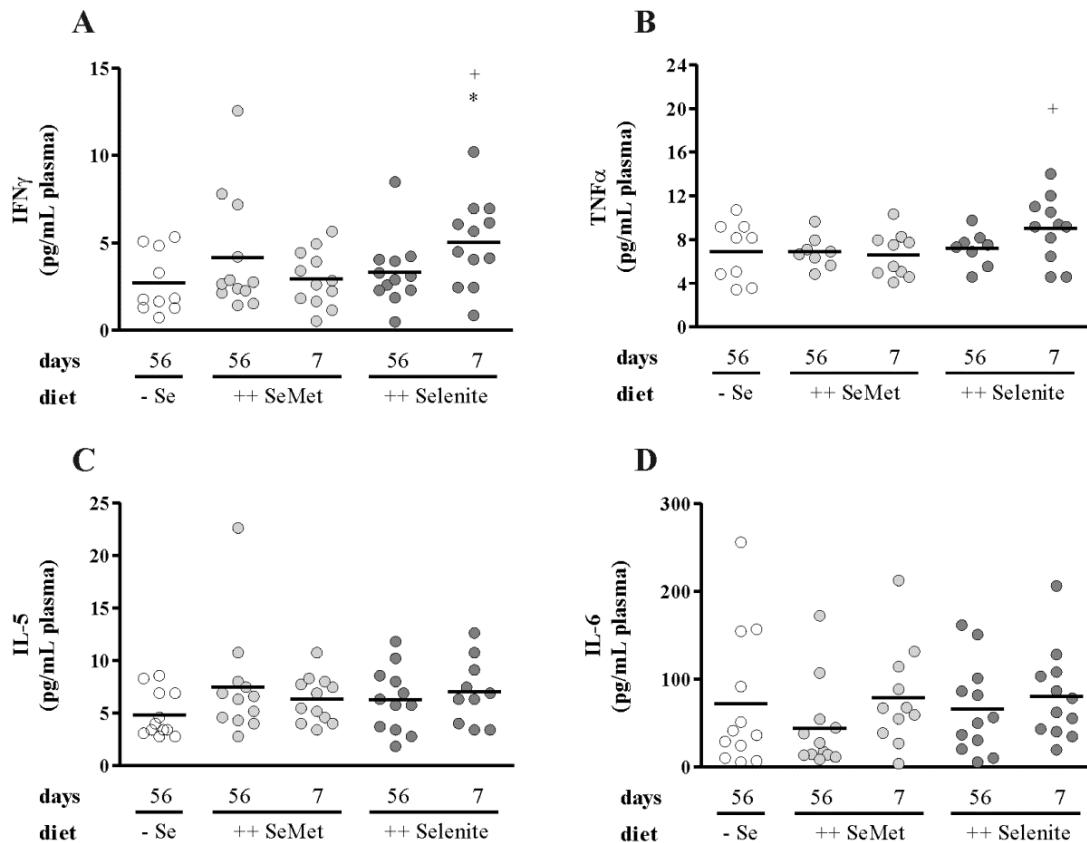 A
IFNγ
(pg/mL plasma)
15
10
5
0
+
*
days 56 56 7 56 7
diet - Se ++ SeMet ++ Selenite
B
TNFα
(pg/mL plasma)
24
20
16
12
8
4
0
+
days 56 56 7 56 7
diet - Se ++ SeMet ++ Selenite
C
IL-5
(pg/mL plasma)
25
20
15
10
5
0
days 56 56 7 56 7
diet - Se ++ SeMet ++ Selenite
D
IL-6
(pg/mL plasma)
300
200
100
0
days 56 56 7 56 7
diet - Se ++ SeMet ++ Selenite